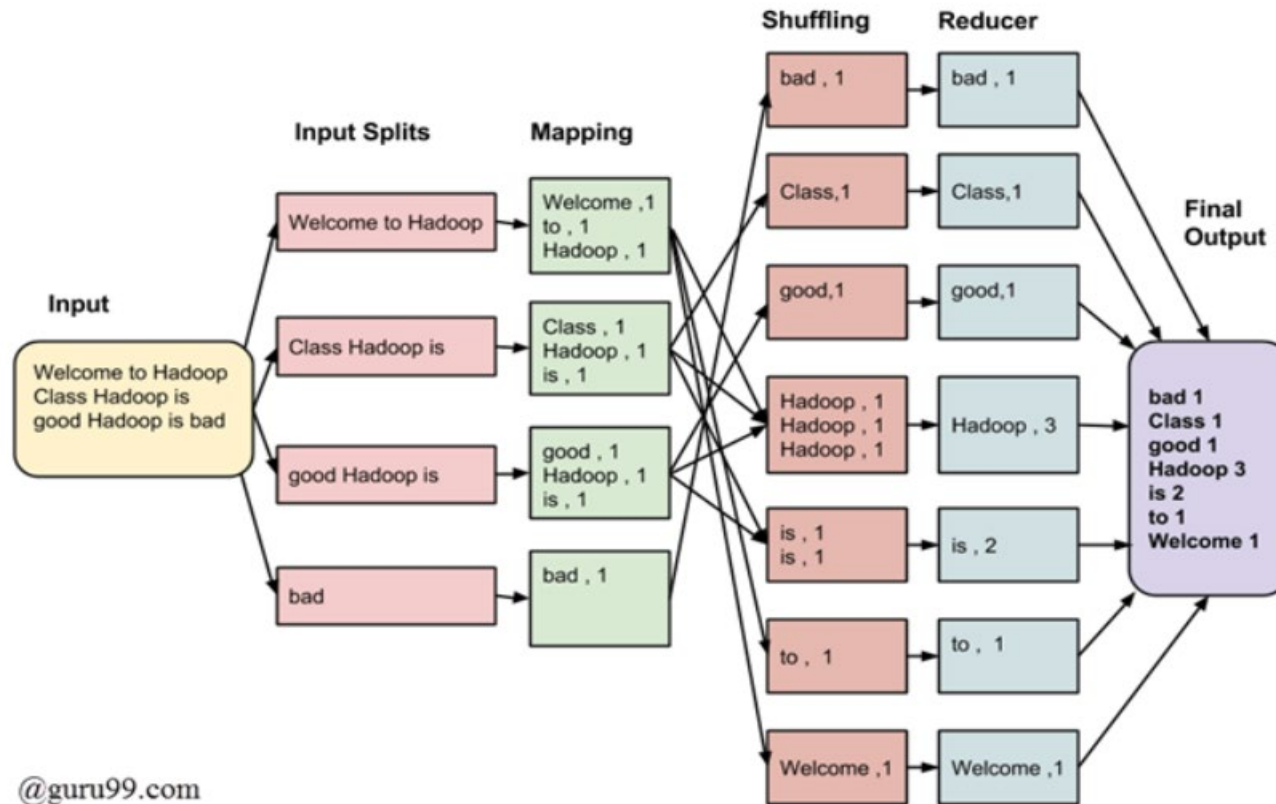 Input
Welcome to Hadoop
Class Hadoop is
good Hadoop is bad
Input Splits
Welcome to Hadoop
Class Hadoop is
good Hadoop is
bad
Mapping
Welcome ,1
to , 1
Hadoop , 1
Class , 1
Hadoop , 1
is , 1
good , 1
Hadoop , 1
is , 1
bad , 1
Shuffling
bad , 1
Class,1
good,1
Hadoop , 1
Hadoop , 1
Hadoop , 1
is , 1
is , 1
to , 1
Welcome ,1
Reducer
bad , 1
Class,1
good,1
Hadoop , 3
is , 2
to , 1
Welcome ,1
Final
Output
bad 1
Class 1
good 1
Hadoop 3
is 2
to 1
Welcome 1
@guru99.com